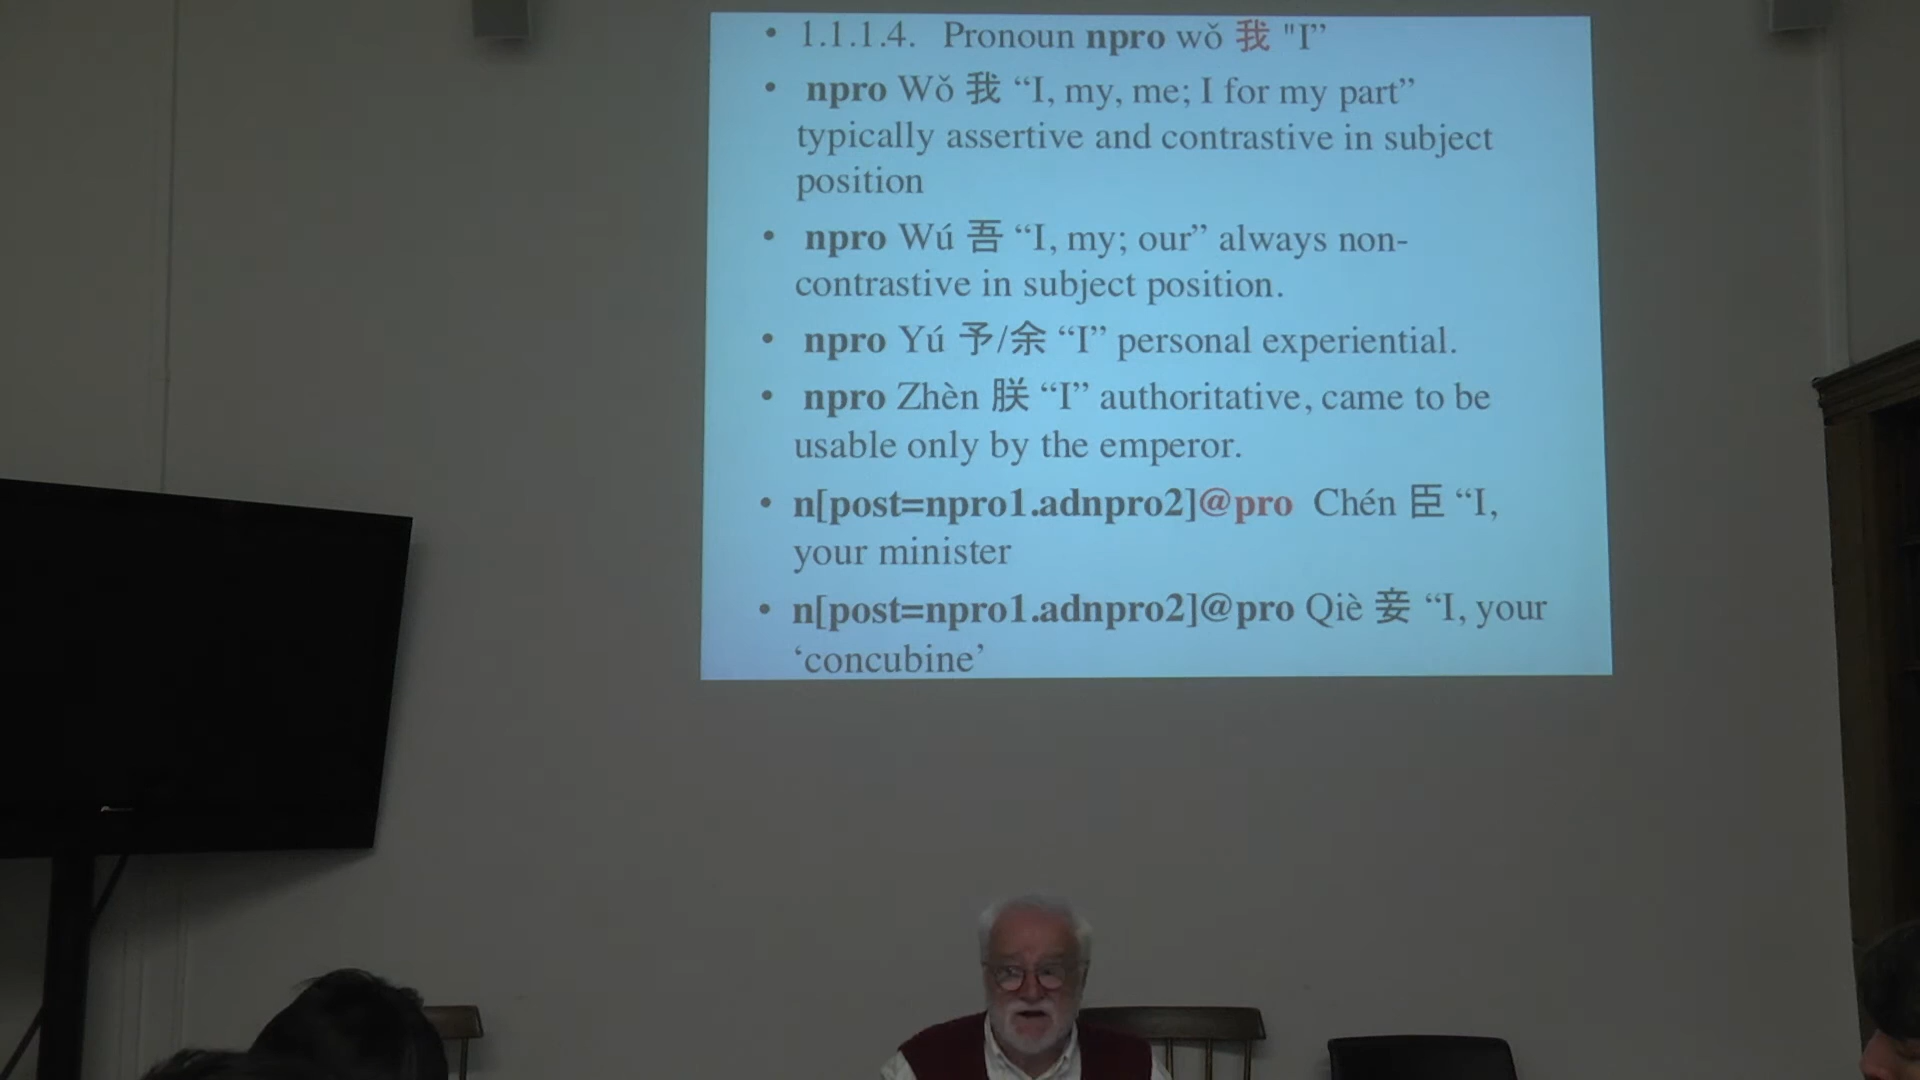 • 1.1.1.4. Pronoun npro wǒ 我 "I”
• npro Wǒ 我 “I, my, me; I for my part”
typically assertive and contrastive in subject
position
• npro Wú 吾 “I, my; our” always non-
contrastive in subject position.
• npro Yú 予/余 “I” personal experiential.
• npro Zhèn 朕 “I” authoritative, came to be
usable only by the emperor.
• n[post=npro1.adnpro2]@pro Chén 臣 “I,
your minister
• n[post=npro1.adnpro2]@pro Qiè 妾 “I, your
‘concubine’